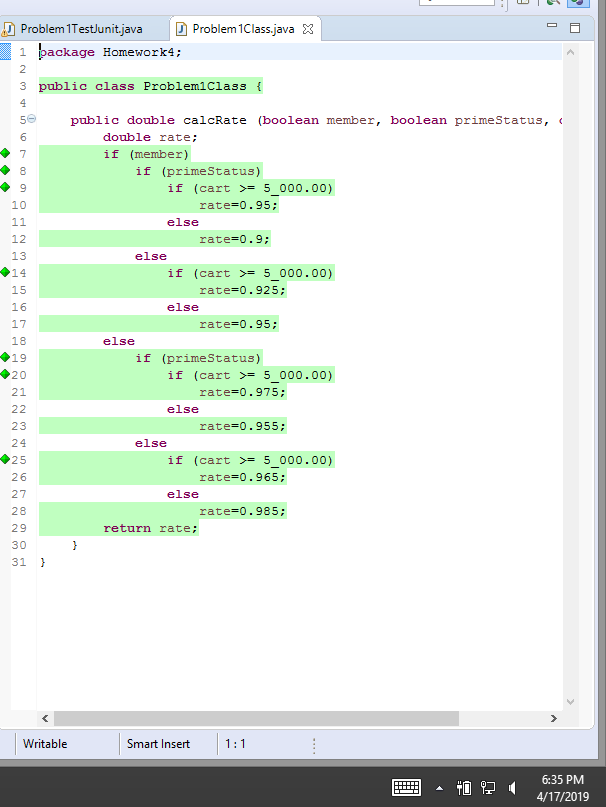 Problem1TestJunit.java Problem1Class.java
1 package Homework4;
2
3 public class Problem1Class {
4
5 public double calcRate (boolean member, boolean primeStatus,
6 double rate;
7 if (member)
8 if (primeStatus)
9 if (cart >= 5_000.00)
10 rate=0.95;
11 else
12 rate=0.9;
13 else
14 if (cart >= 5_000.00)
15 rate=0.925;
16 else
17 rate=0.95;
18 else
19 if (primeStatus)
20 if (cart >= 5_000.00)
21 rate=0.975;
22 else
23 rate=0.955;
24 else
25 if (cart >= 5_000.00)
26 rate=0.965;
27 else
28 rate=0.985;
29 return rate;
30 }
31 }
Writable Smart Insert 1 : 1
6:35 PM
4/17/2019